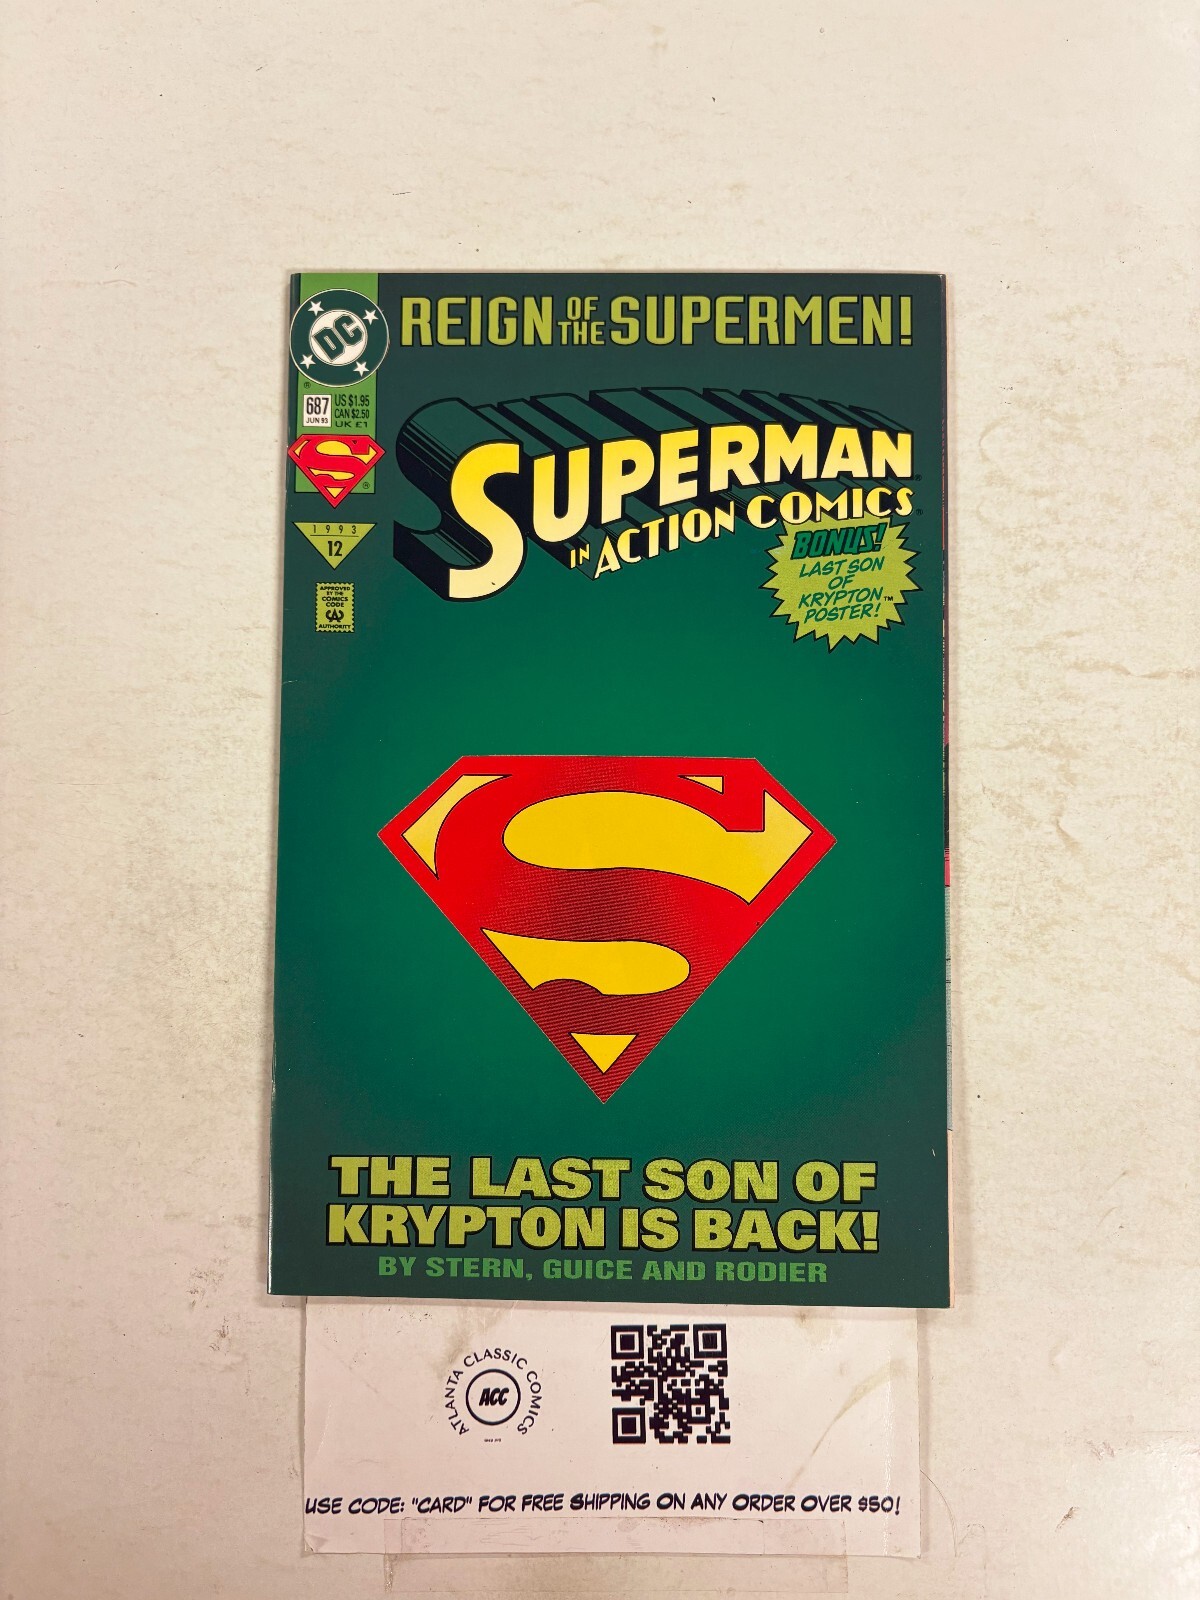 REIGN OF THE SUPERMEN!
DC
®
687
JUN 93
US $1.95
CAN $2.50
UK £1
S
®
SUPERMAN
IN ACTION COMICS
1993
12
APPROVED
BY THE
COMICS
CODE
CA
AUTHORITY
BONUS!
LAST SON
OF
KRYPTON™
POSTER!
S
THE LAST SON OF
KRYPTON IS BACK!
BY STERN, GUICE AND RODIER
ATLANTA CLASSIC COMICS
ACC
USE CODE: "CARD" FOR FREE SHIPPING ON ANY ORDER OVER $50!